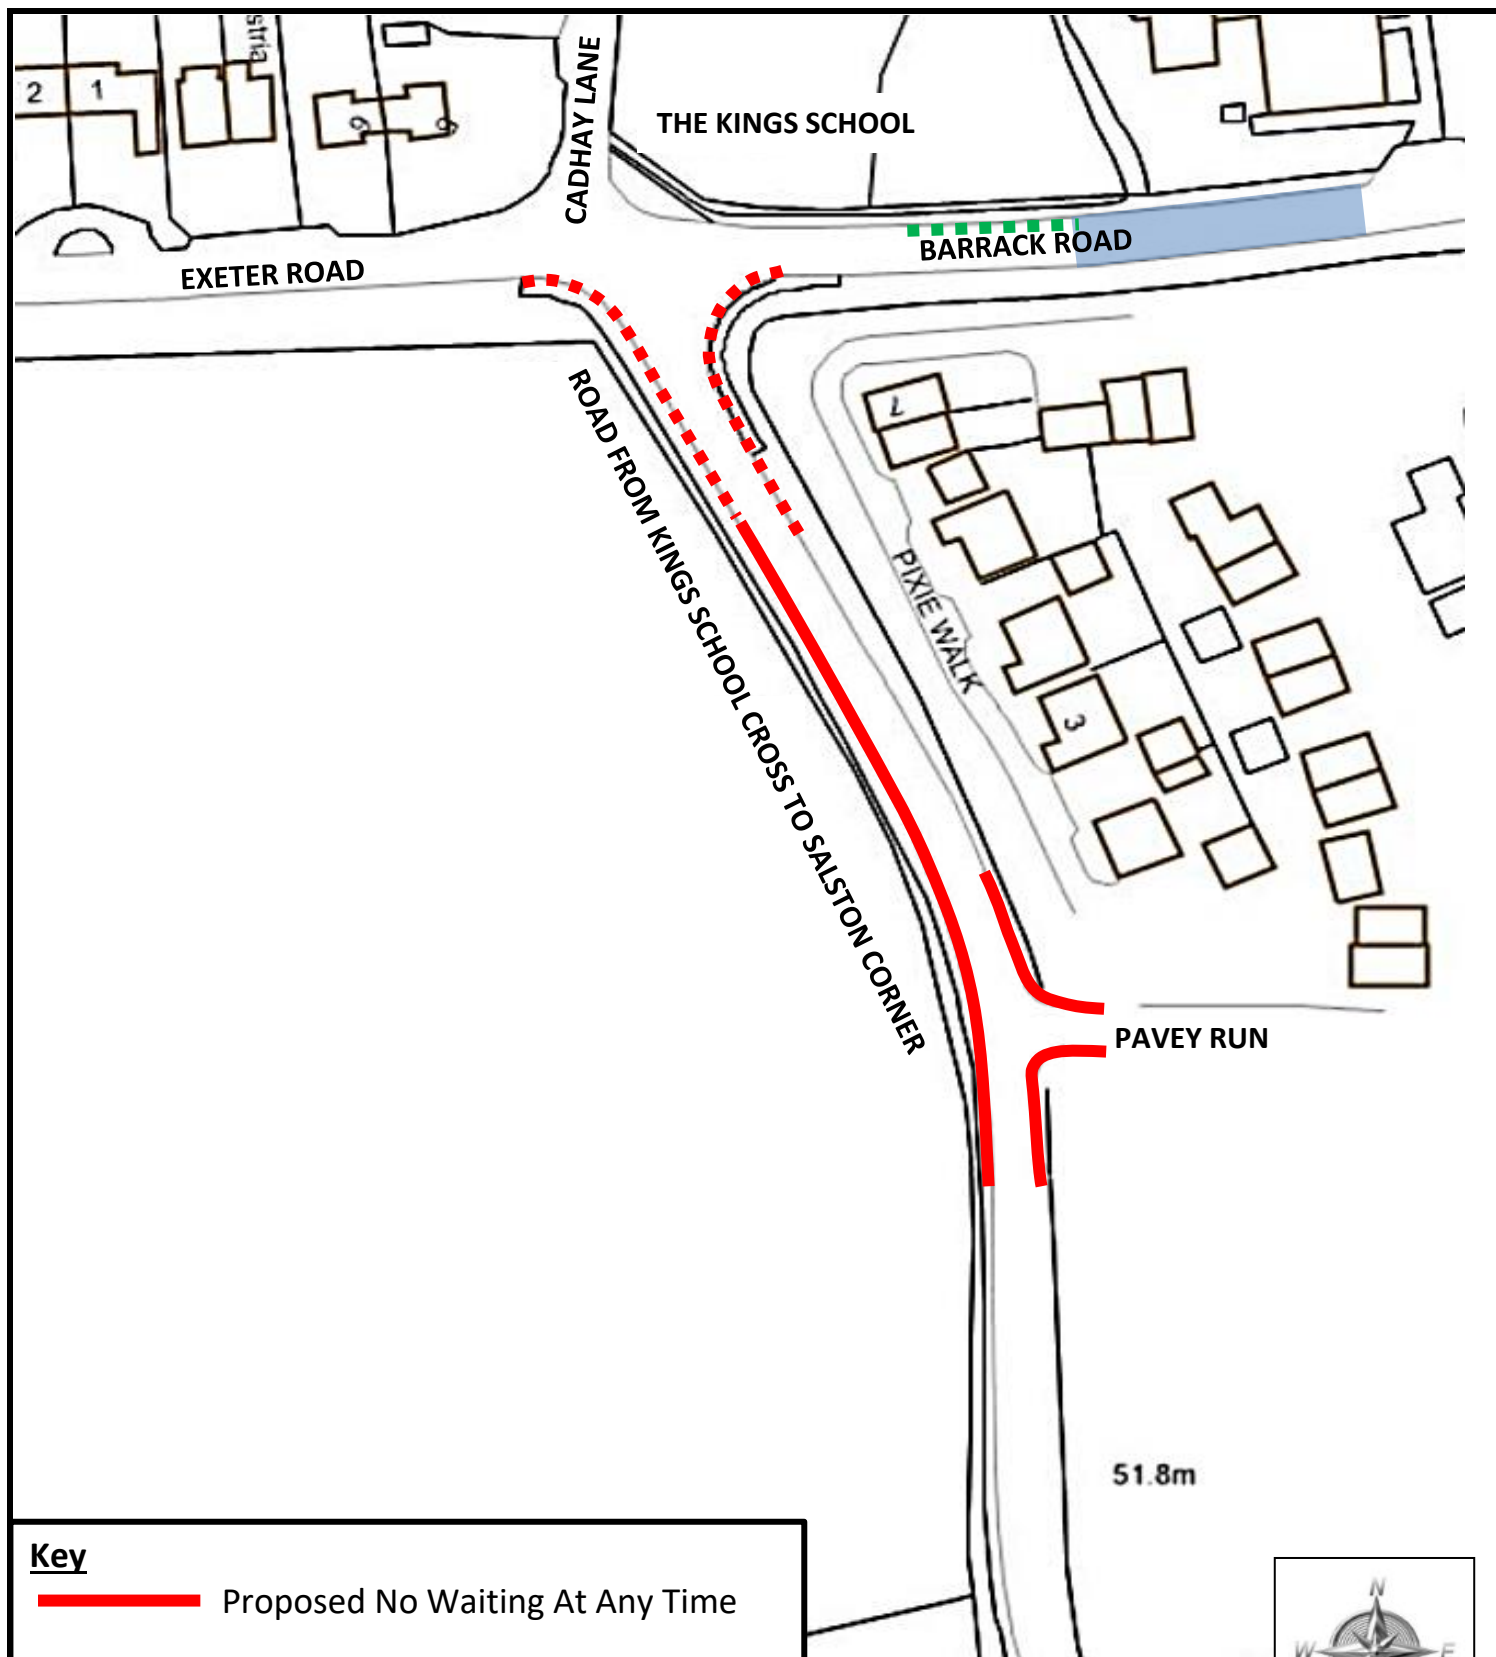 stria
2
1
9
6
CADHAY LANE
THE KINGS SCHOOL
EXETER ROAD
BARRACK ROAD
ROAD FROM KINGS SCHOOL CROSS TO SALSTON CORNER
7
PIXIE WALK
3
PAVEY RUN
51.8m
Key
Proposed No Waiting At Any Time
N
W
E